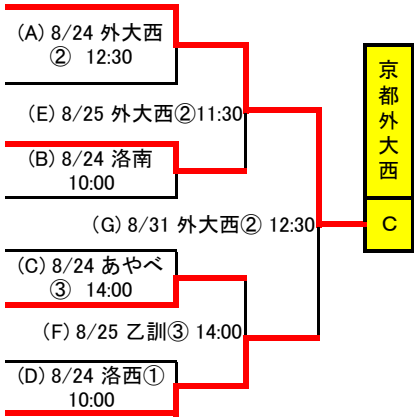 (A) 8/24 外大西
② 12:30
(E) 8/25 外大西②11:30
(B) 8/24 洛南
10:00
(G) 8/31 外大西② 12:30
(C) 8/24 あやべ
③ 14:00
(F) 8/25 乙訓③ 14:00
(D) 8/24 洛西①
10:00
京
都
外
大
西
C